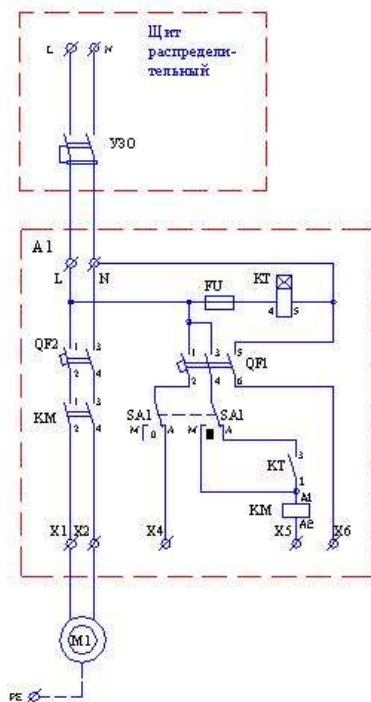 Щит
распредели-
тельный
L N
УЗО
A1
L N
FU
KT
4 5
QF2
1 3
2 4
1 3 5
2 4 6
QF1
KM
1 3
2 4
SA1
SA1
M 0 A
M A
KT
3
1
KM
A1
A2
X1 X2 X4 X5 X6
M1
PE